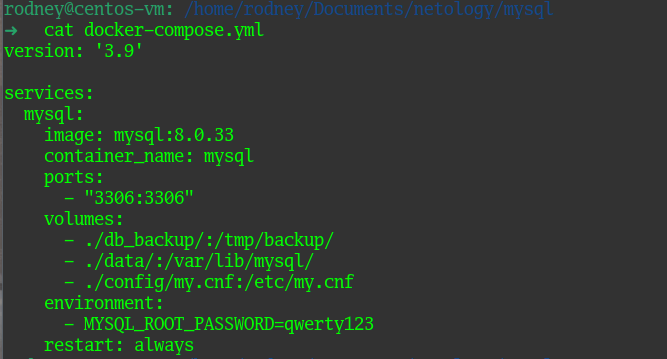 rodney@centos-vm: /home/rodney/Documents/netology/mysql
→ cat docker-compose.yml
version: '3.9'

services:
  mysql:
    image: mysql:8.0.33
    container_name: mysql
    ports:
      - "3306:3306"
    volumes:
      - ./db_backup/:/tmp/backup/
      - ./data/:/var/lib/mysql/
      - ./config/my.cnf:/etc/my.cnf
    environment:
      - MYSQL_ROOT_PASSWORD=qwerty123
    restart: always